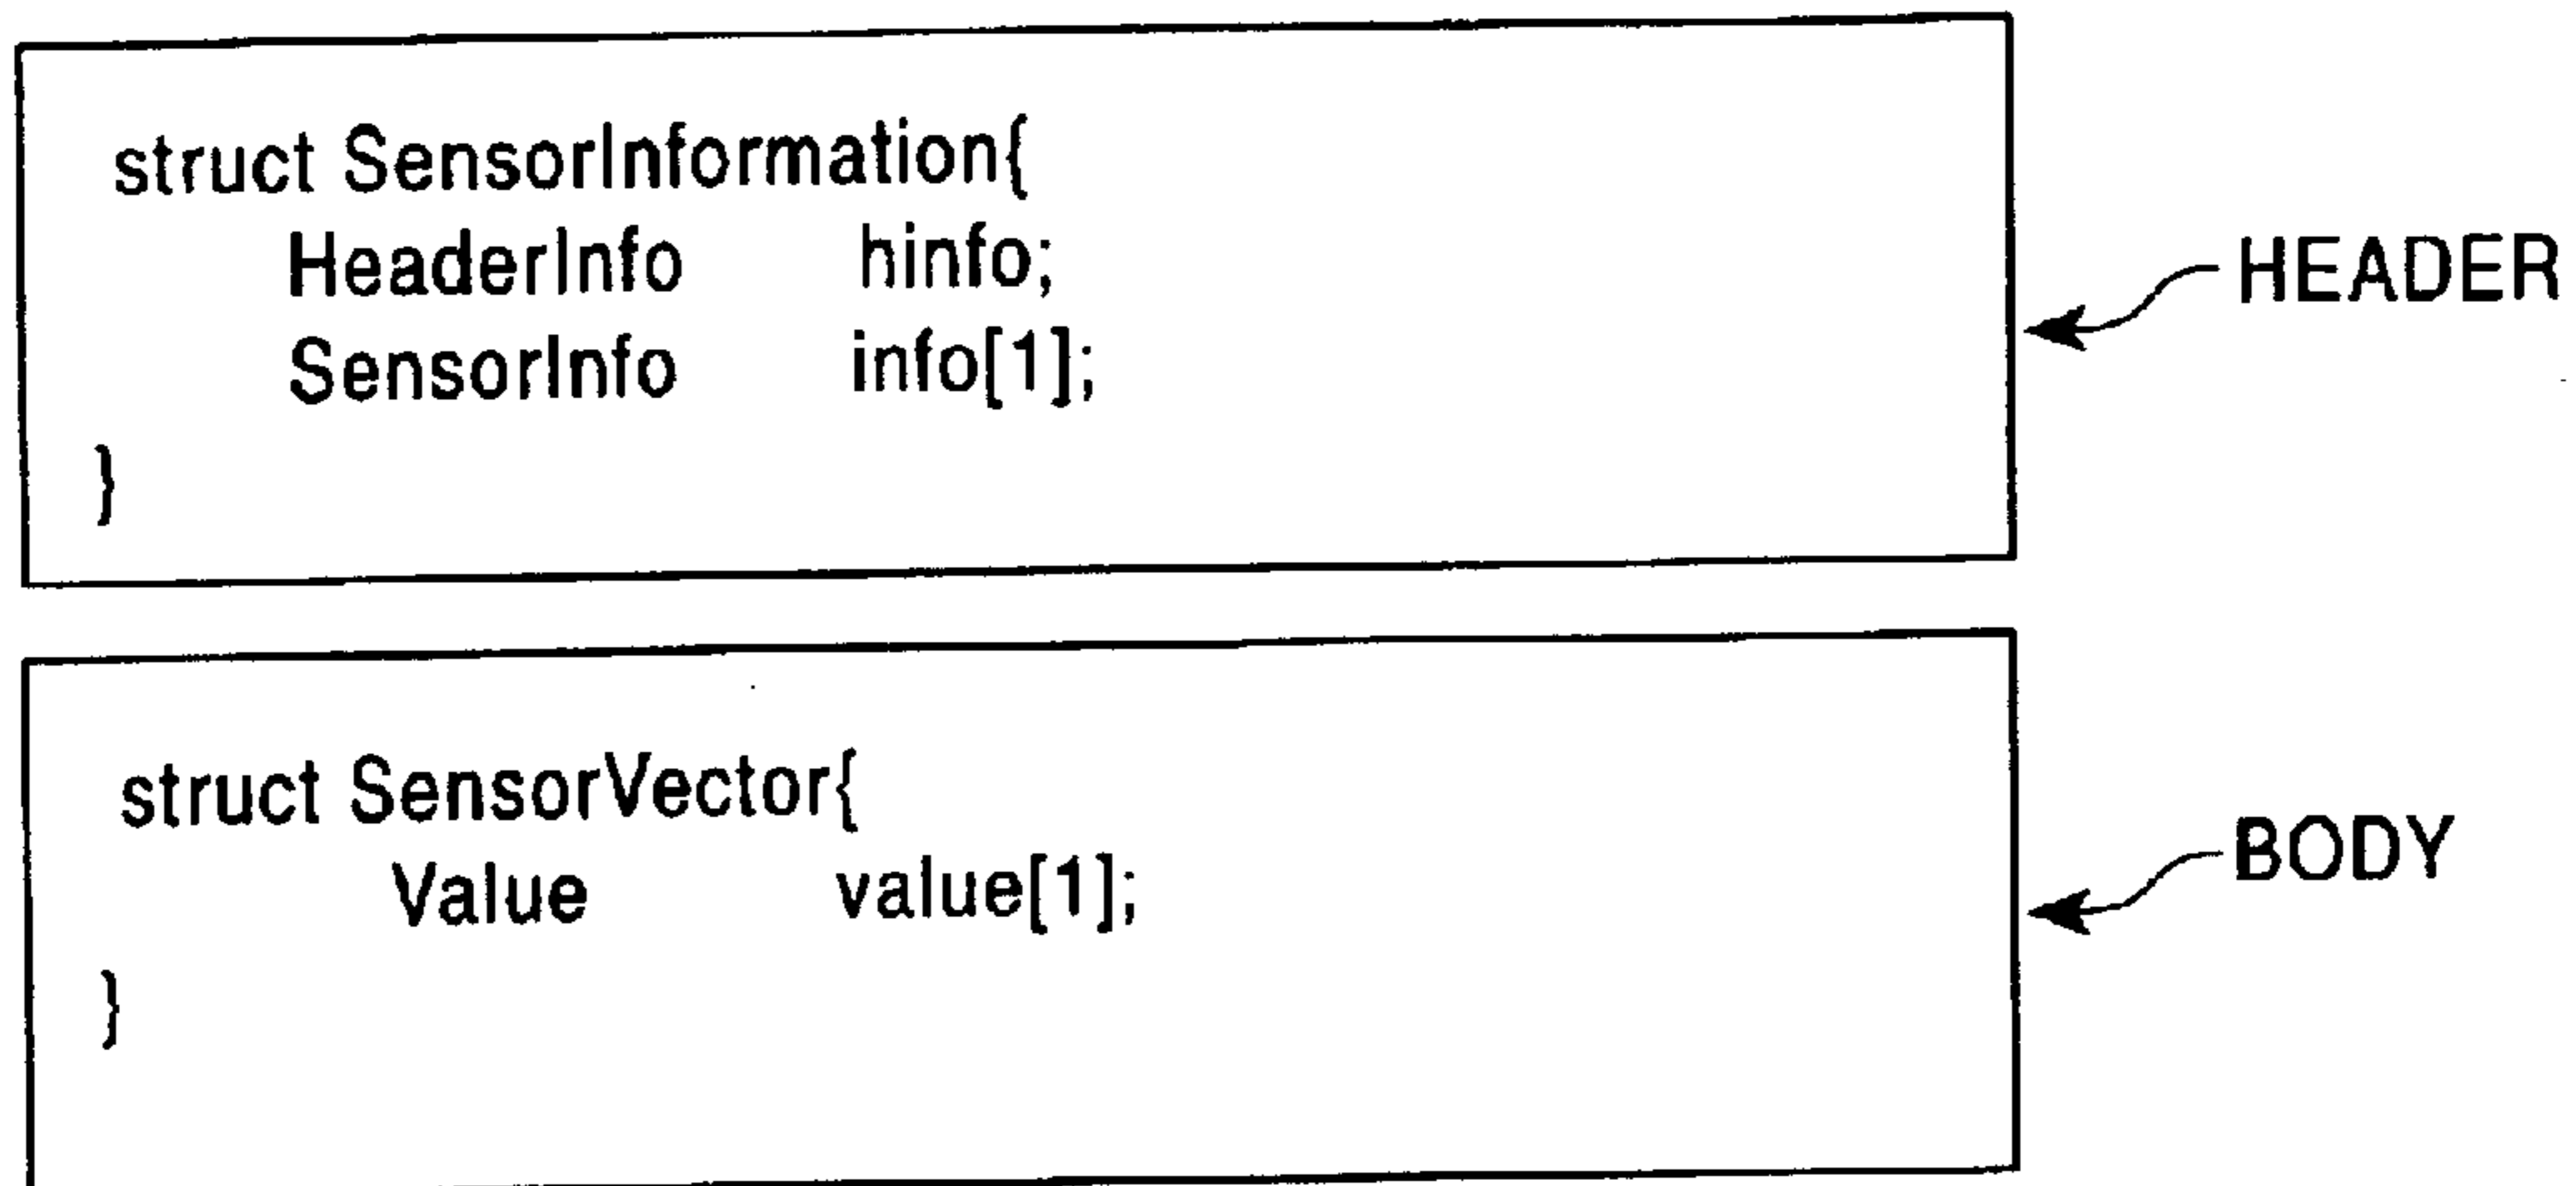 struct SensorInformation{
HeaderInfo hinfo;
SensorInfo info[1];
}
HEADER
struct SensorVector{
Value value[1];
}
BODY